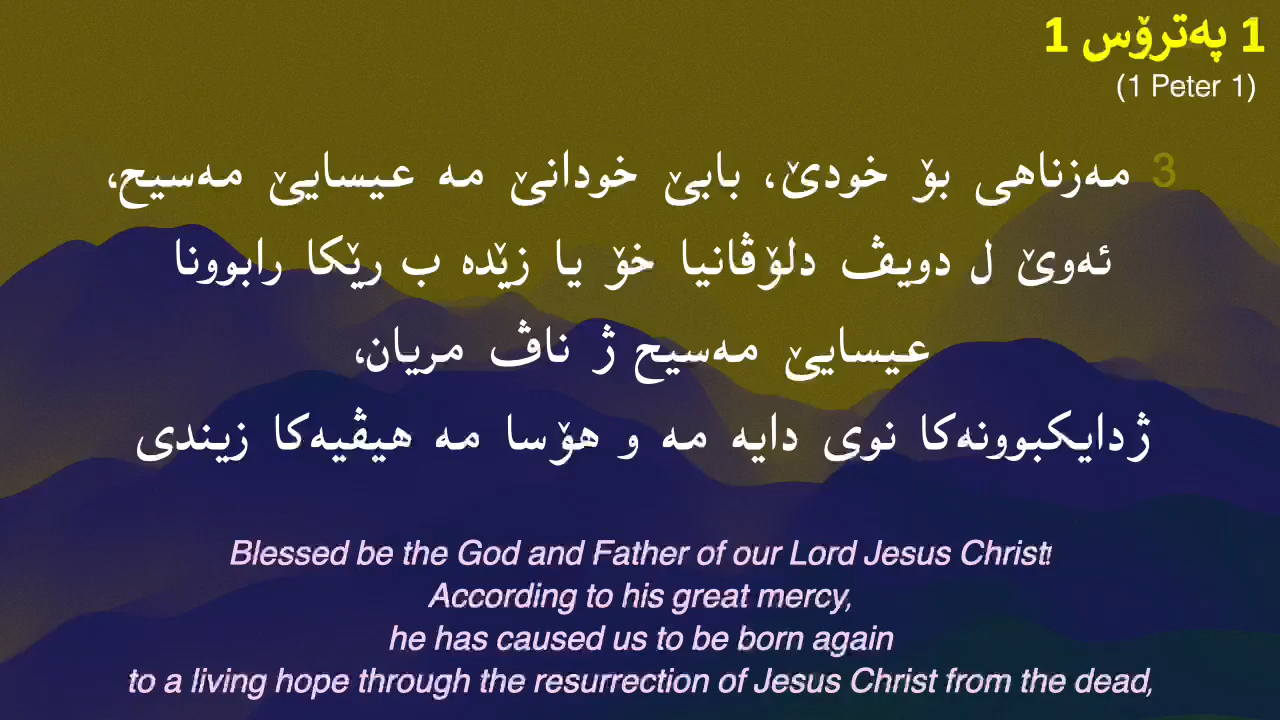 1 پەترۆس 1
(1 Peter 1)
3 مەزناهی بۆ خودێ، بابێ خودانێ مە عیسایێ مەسیح،
ئەوێ ل دویڤ دلۆڤانیا خۆ یا زێدە ب رێکا رابوونا
عیسایێ مەسیح ژ ناڤ مریان،
ژدایکبوونەکا نوی دایە مە و هۆسا مە هیڤیەکا زیندی
Blessed be the God and Father of our Lord Jesus Christ!
According to his great mercy,
he has caused us to be born again
to a living hope through the resurrection of Jesus Christ from the dead,